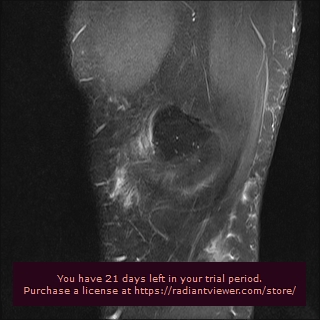 You have 21 days left in your trial period.
Purchase a license at https://radiantviewer.com/store/